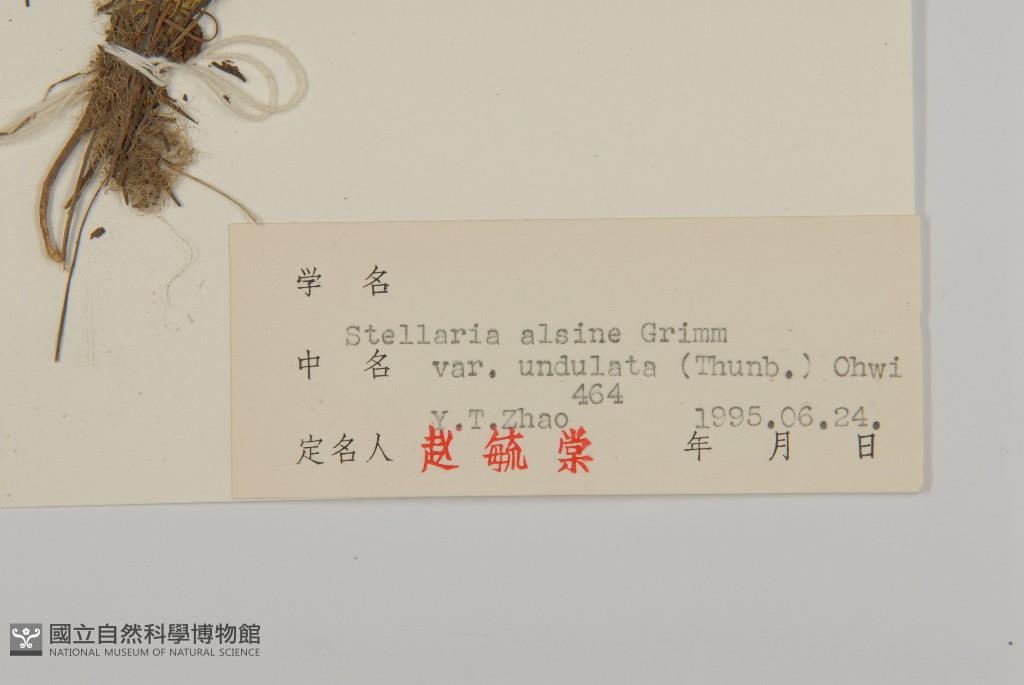 学 名
Stellaria alsine Grimm
中 名 var. undulata (Thunb.) Ohwi
464
Y.T.Zhao 1995.06.24.
定名人 赵毓棠 年 月 日
國立自然科學博物館
NATIONAL MUSEUM OF NATURAL SCIENCE